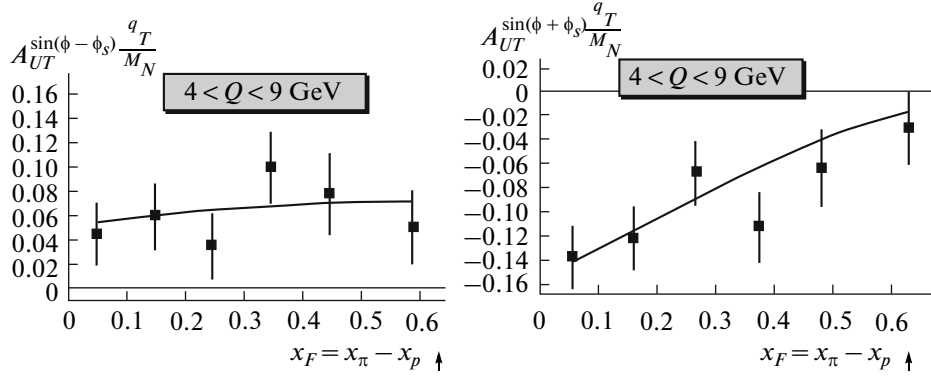 A_{UT}^{sin(ϕ – ϕ_s) q_T/M_N}
4 < Q < 9 GeV
0.16
0.14
0.12
0.10
0.08
0.06
0.04
0.02
0
0 0.1 0.2 0.3 0.4 0.5 0.6
x_F = x_π – x_p ↑
A_{UT}^{sin(ϕ + ϕ_s) q_T/M_N}
4 < Q < 9 GeV
0.02
0
–0.02
–0.04
–0.06
–0.08
–0.10
–0.12
–0.14
–0.16
0 0.1 0.2 0.3 0.4 0.5 0.6
x_F = x_π – x_p ↑